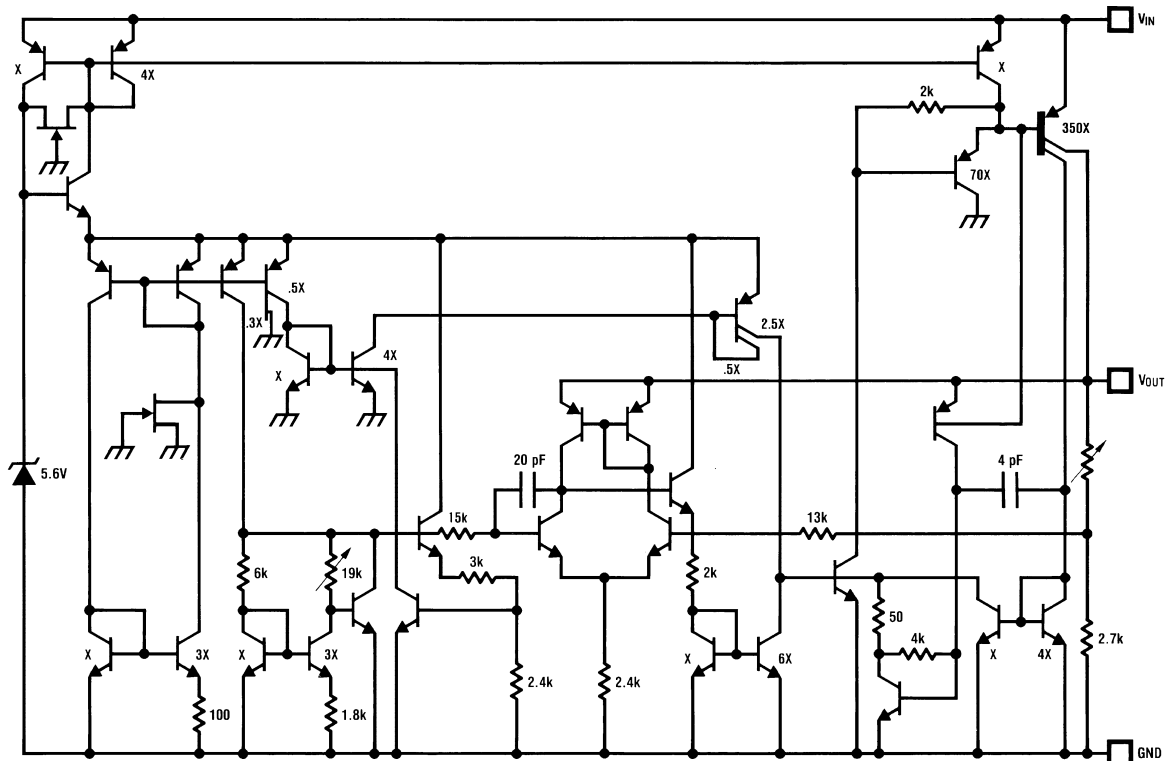 VIN
X
4X
X
2k
350X
70X
.5X
.3X
2.5X
4X
X
.5X
VOUT
5.6V
20 pF
4 pF
15k
13k
3k
6k
19k
2k
50
4k
2.7k
X
3X
X
3X
X
6X
X
4X
2.4k
2.4k
100
1.8k
GND